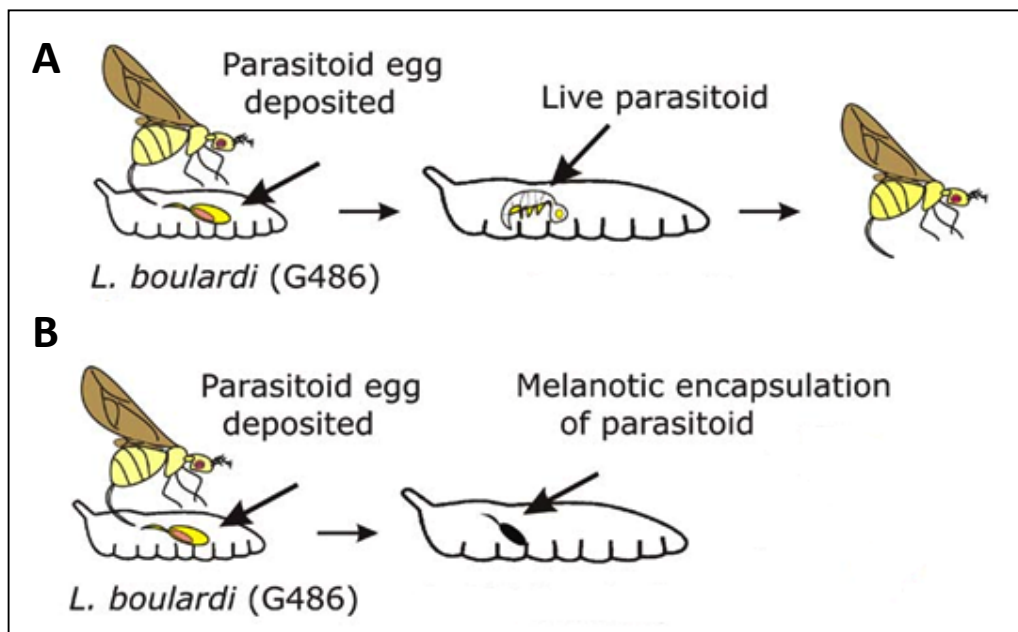 A
Parasitoid egg
deposited
Live parasitoid
L. boulardi (G486)
B
Parasitoid egg
deposited
Melanotic encapsulation
of parasitoid
L. boulardi (G486)